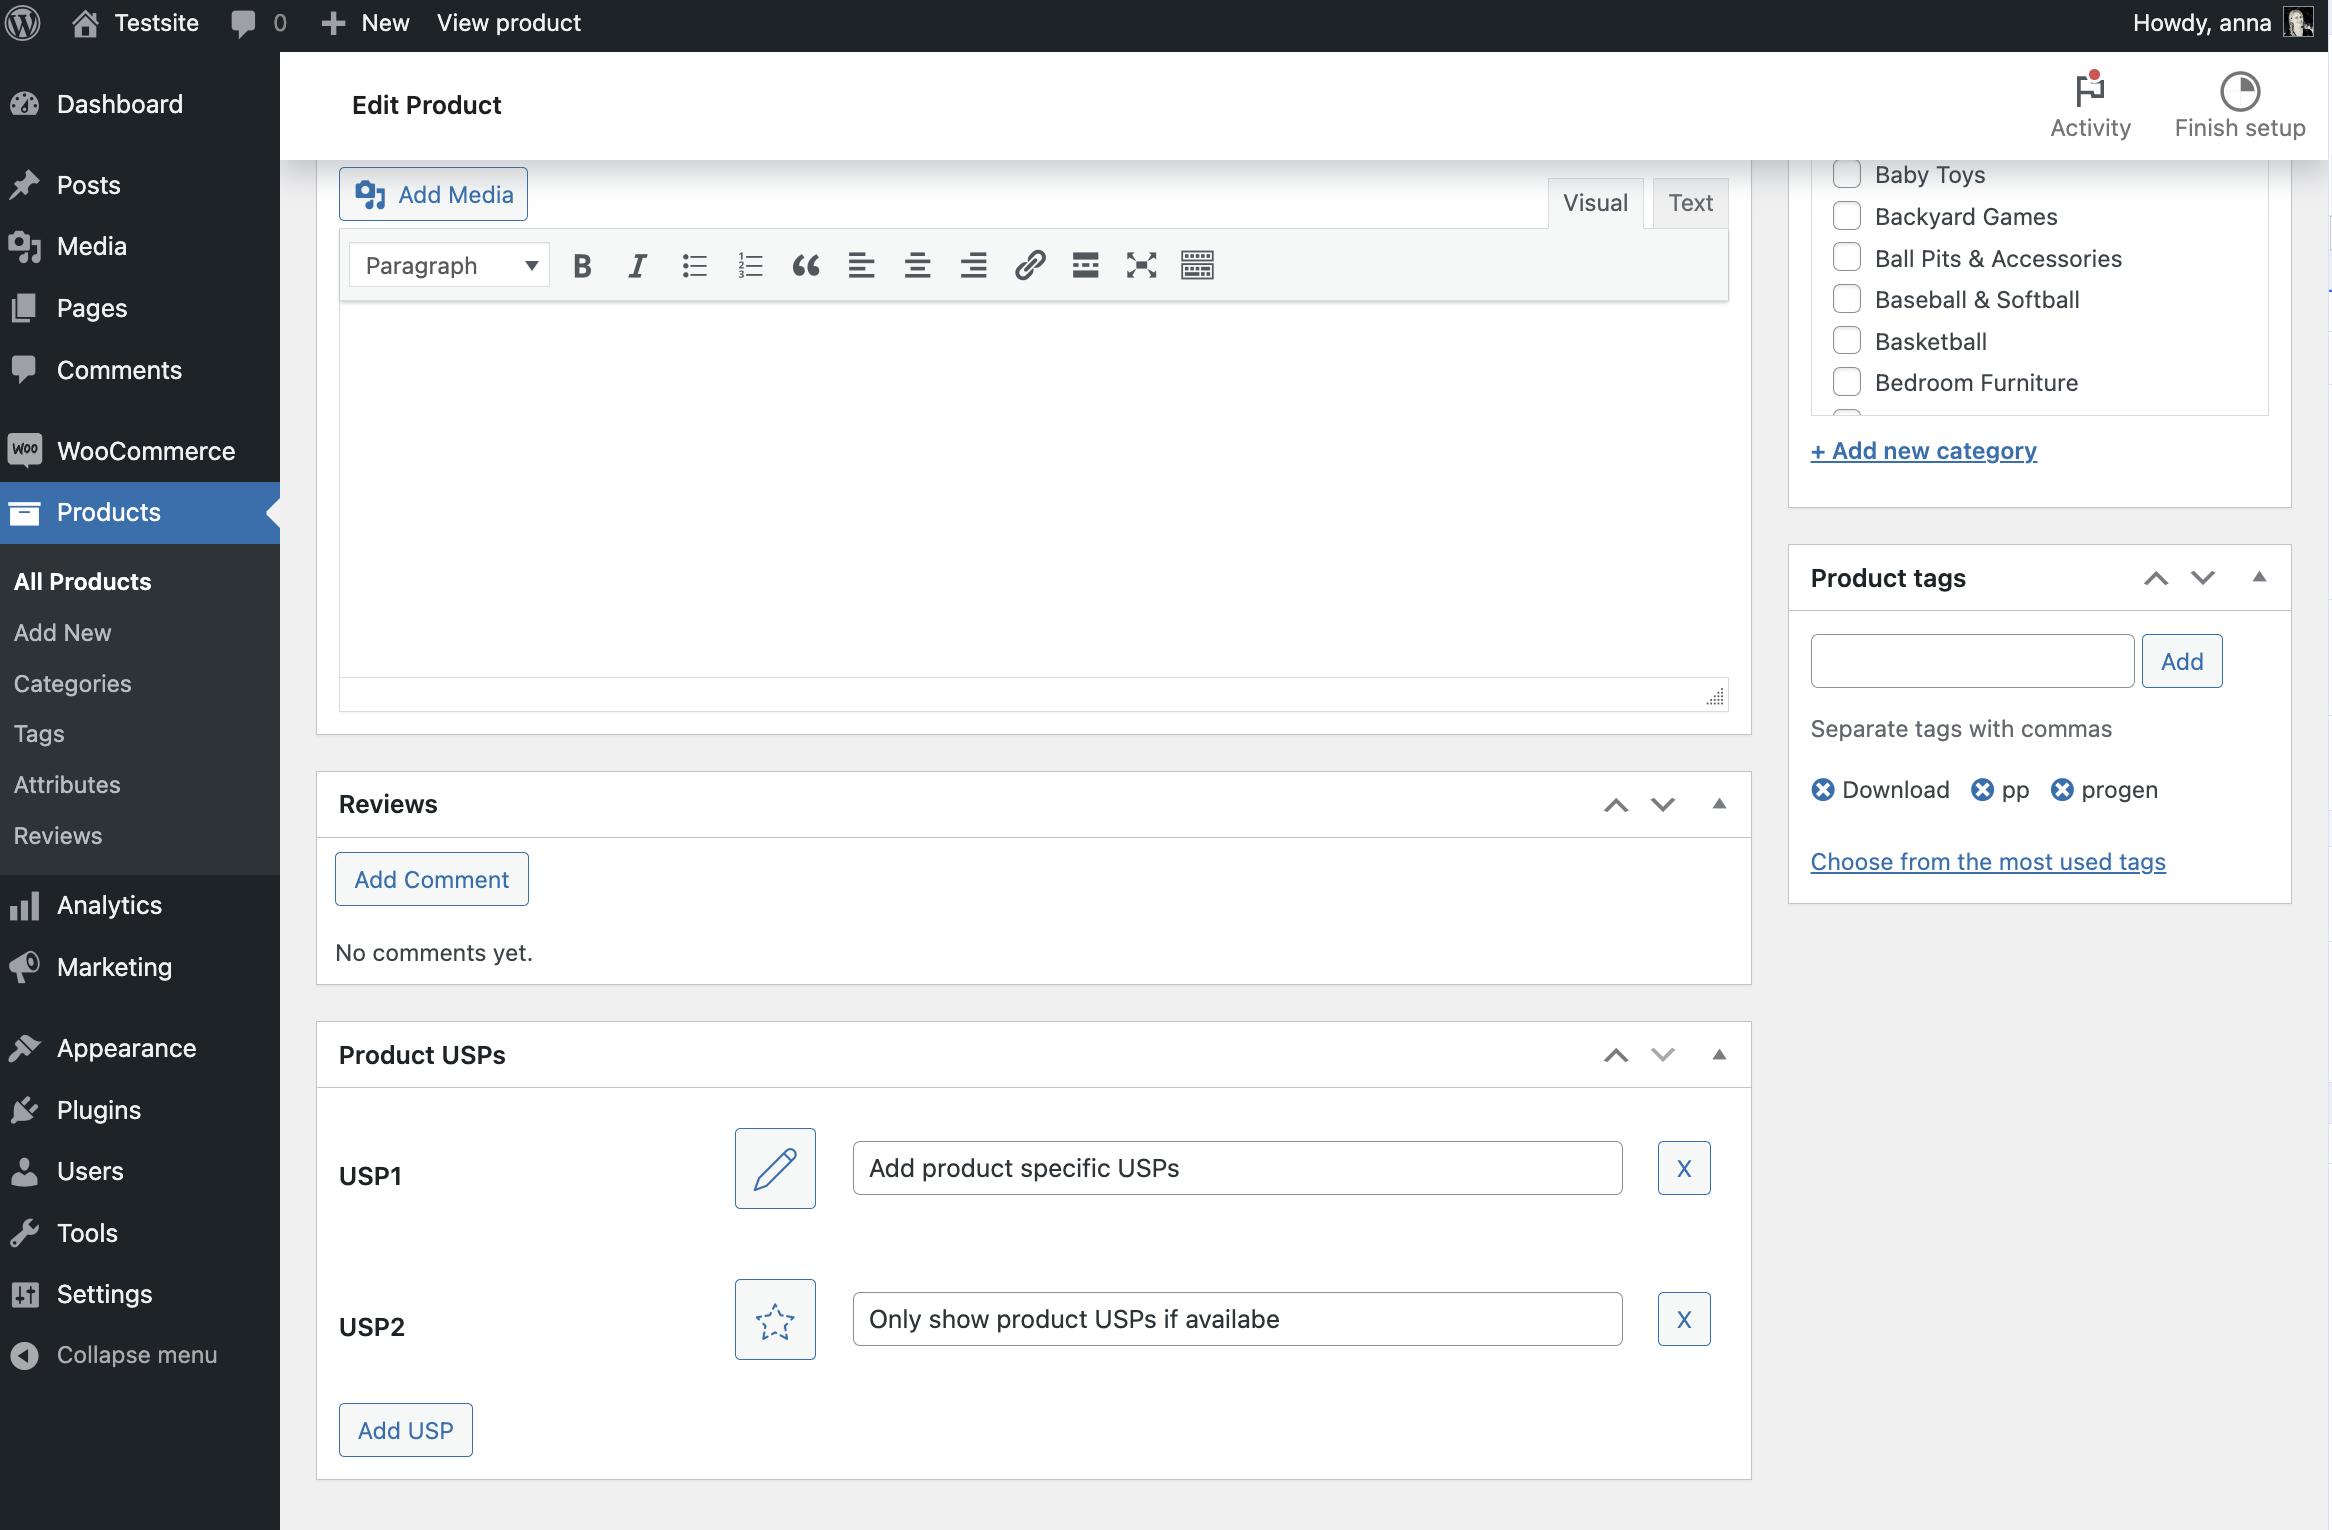 Testsite 0 New View product Howdy, anna
Dashboard
Posts
Media
Pages
Comments
WOO WooCommerce
Products
All Products
Add New
Categories
Tags
Attributes
Reviews
Analytics
Marketing
Appearance
Plugins
Users
Tools
Settings
Collapse menu
Edit Product
Activity
Finish setup
Add Media
Visual Text
Paragraph
Reviews
Add Comment
No comments yet.
Product USPs
USP1 Add product specific USPs X
USP2 Only show product USPs if availabe X
Add USP
Baby Toys
Backyard Games
Ball Pits & Accessories
Baseball & Softball
Basketball
Bedroom Furniture
+ Add new category
Product tags
Add
Separate tags with commas
Download pp progen
Choose from the most used tags